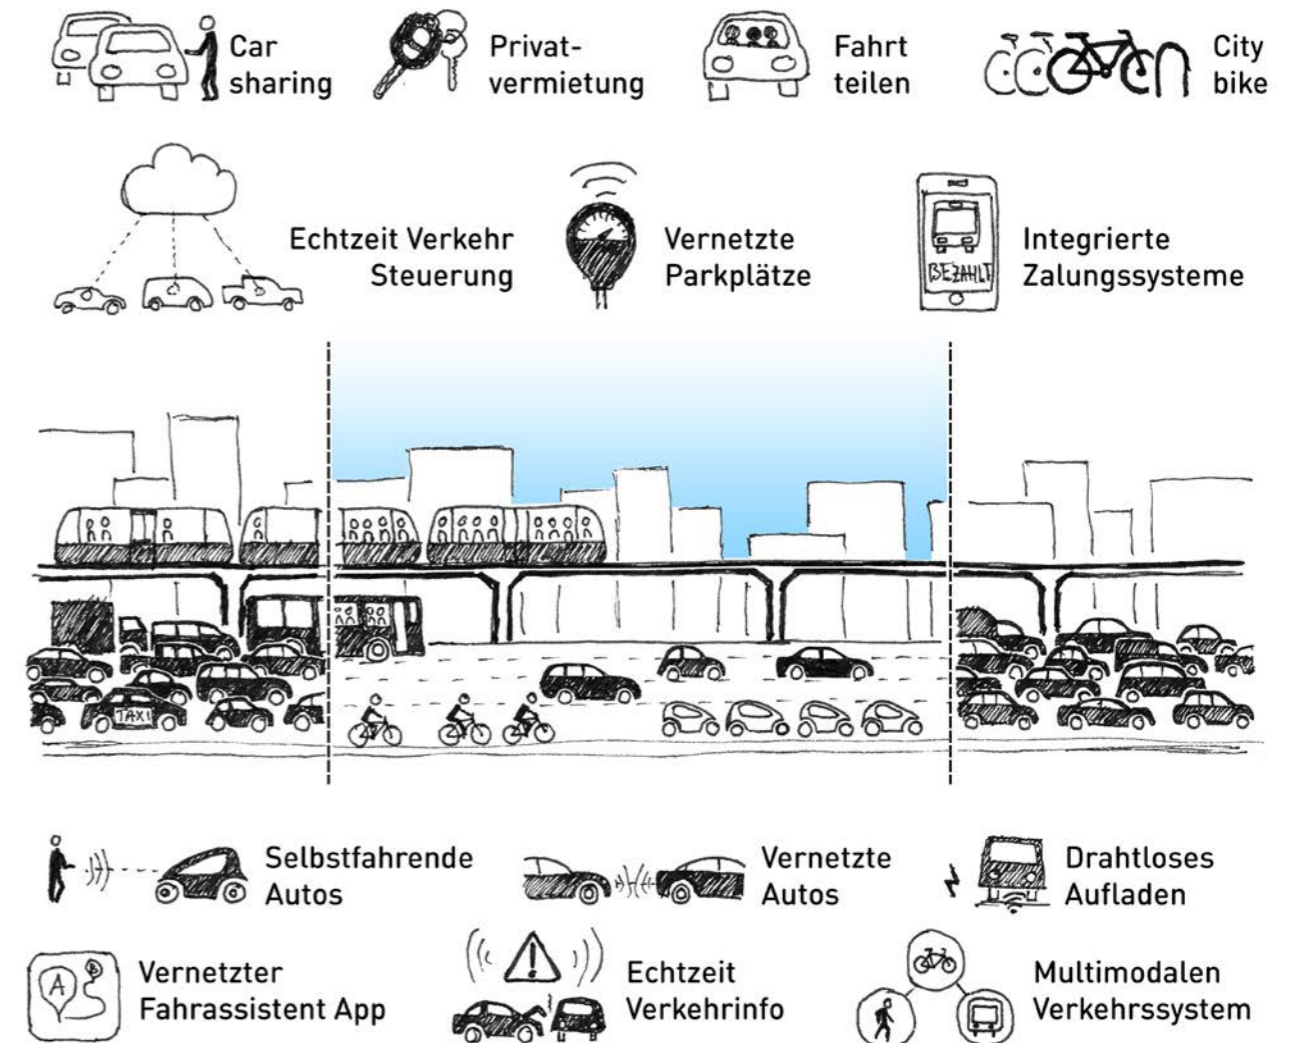 Car
sharing
Privat-
vermietung
Fahrt
teilen
City
bike
Echtzeit Verkehr
Steuerung
Vernetzte
Parkplätze
BEZAHLT
Integrierte
Zalungssysteme
TAXI
Selbstfahrende
Autos
Vernetzte
Autos
Drahtloses
Aufladen
A
B
Vernetzter
Fahrassistent App
!
Echtzeit
Verkehrinfo
Multimodalen
Verkehrssystem